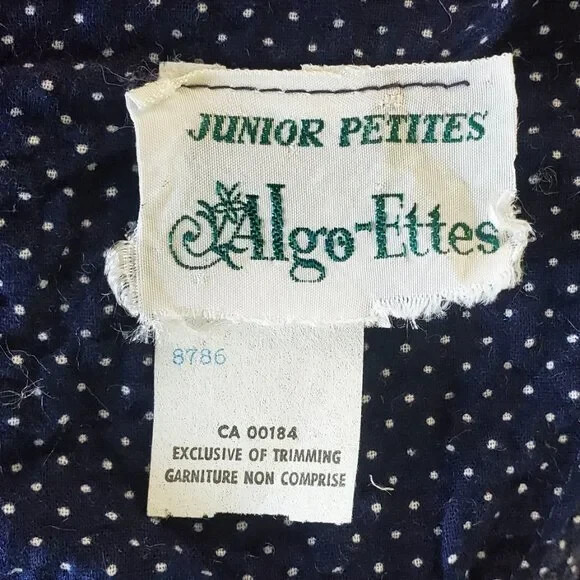 JUNIOR PETITES
Algo-Ettes
8786
CA 00184
EXCLUSIVE OF TRIMMING
GARNITURE NON COMPRISE